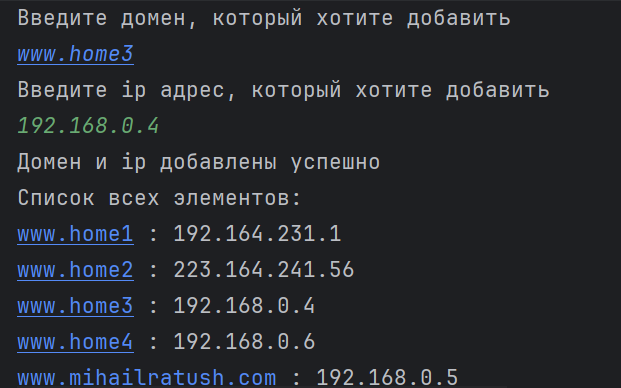 Введите домен, который хотите добавить
www.home3
Введите ip адрес, который хотите добавить
192.168.0.4
Домен и ip добавлены успешно
Список всех элементов:
www.home1 : 192.164.231.1
www.home2 : 223.164.241.56
www.home3 : 192.168.0.4
www.home4 : 192.168.0.6
www.mihailratush.com : 192.168.0.5